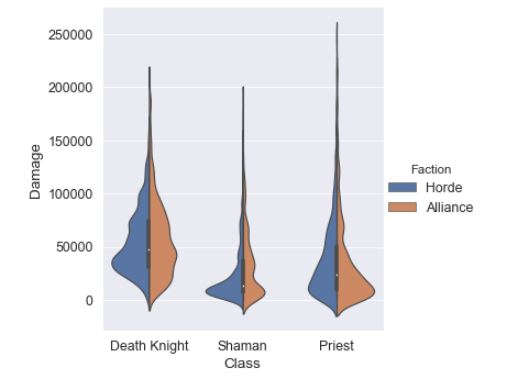 250000
200000
150000
100000
50000
0
Damage
Death Knight
Shaman
Priest
Class
Faction
Horde
Alliance